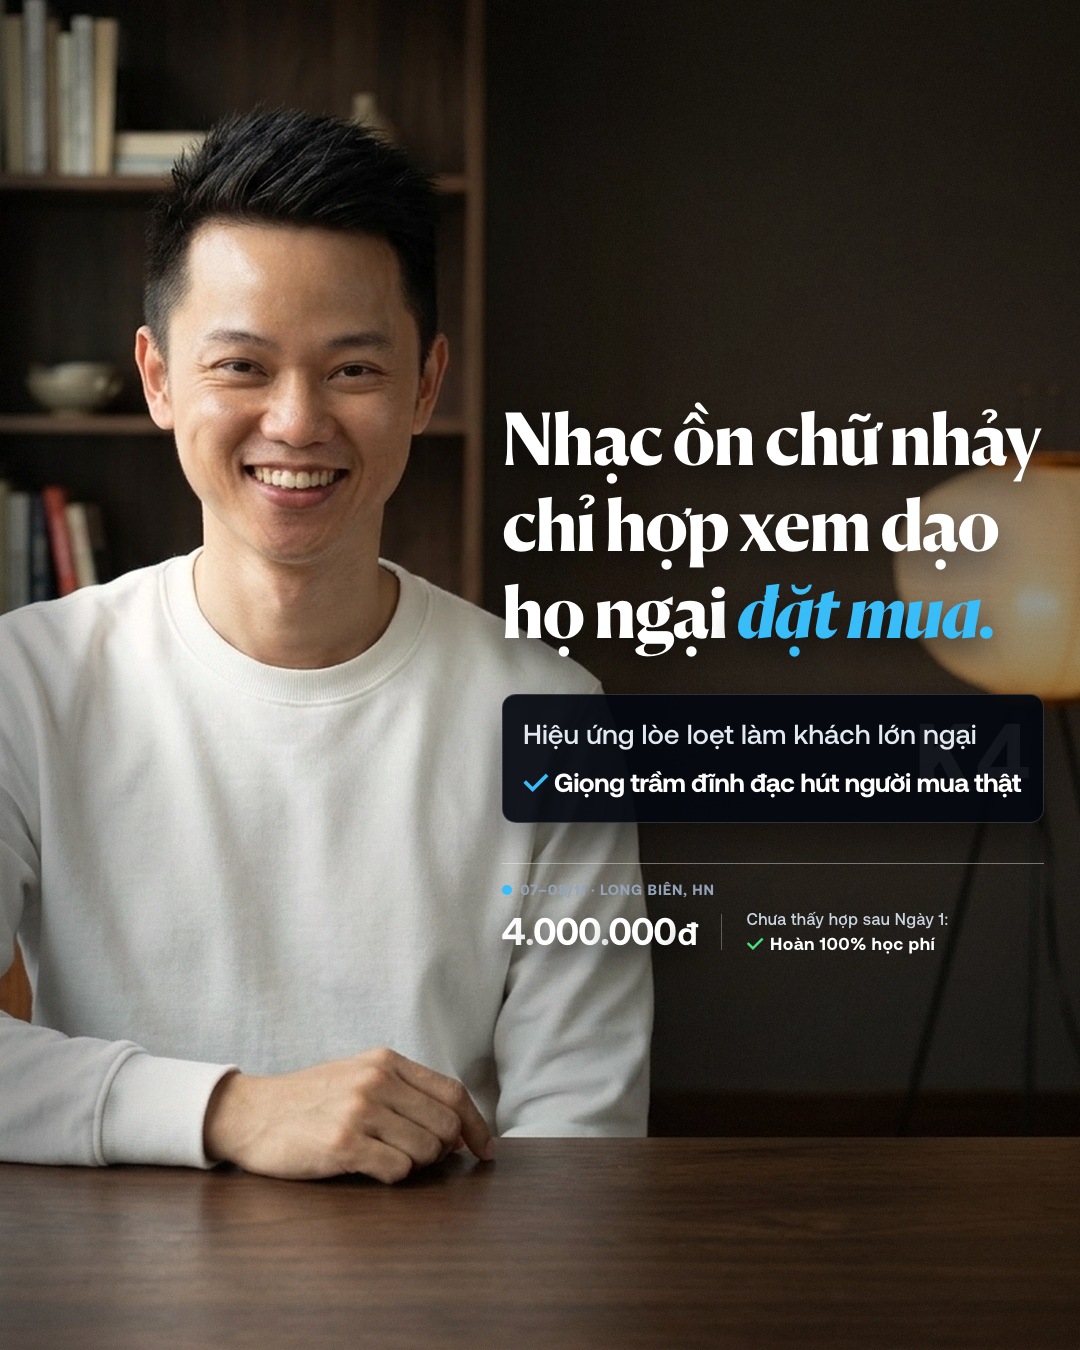 Nhạc ồn chữ nhảy
chỉ hợp xem dạo
họ ngại đặt mua.
Hiệu ứng lòe loẹt làm khách lớn ngại
K4
✓ Giọng trầm đĩnh đạc hút người mua thật
· LONG BIÊN, HN
4.000.000đ
Chưa thấy hợp sau Ngày 1:
✓ Hoàn 100% học phí